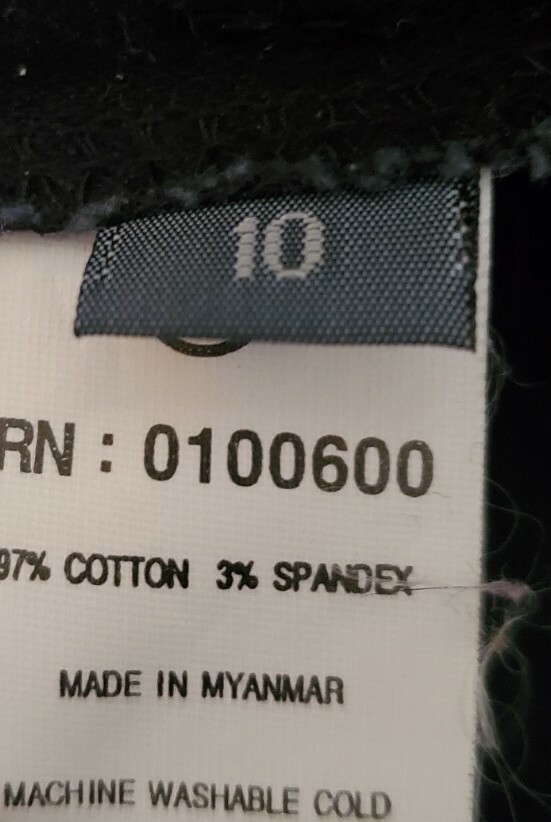 10
RN : 0100600
97% COTTON 3% SPANDEX
MADE IN MYANMAR
MACHINE WASHABLE COLD